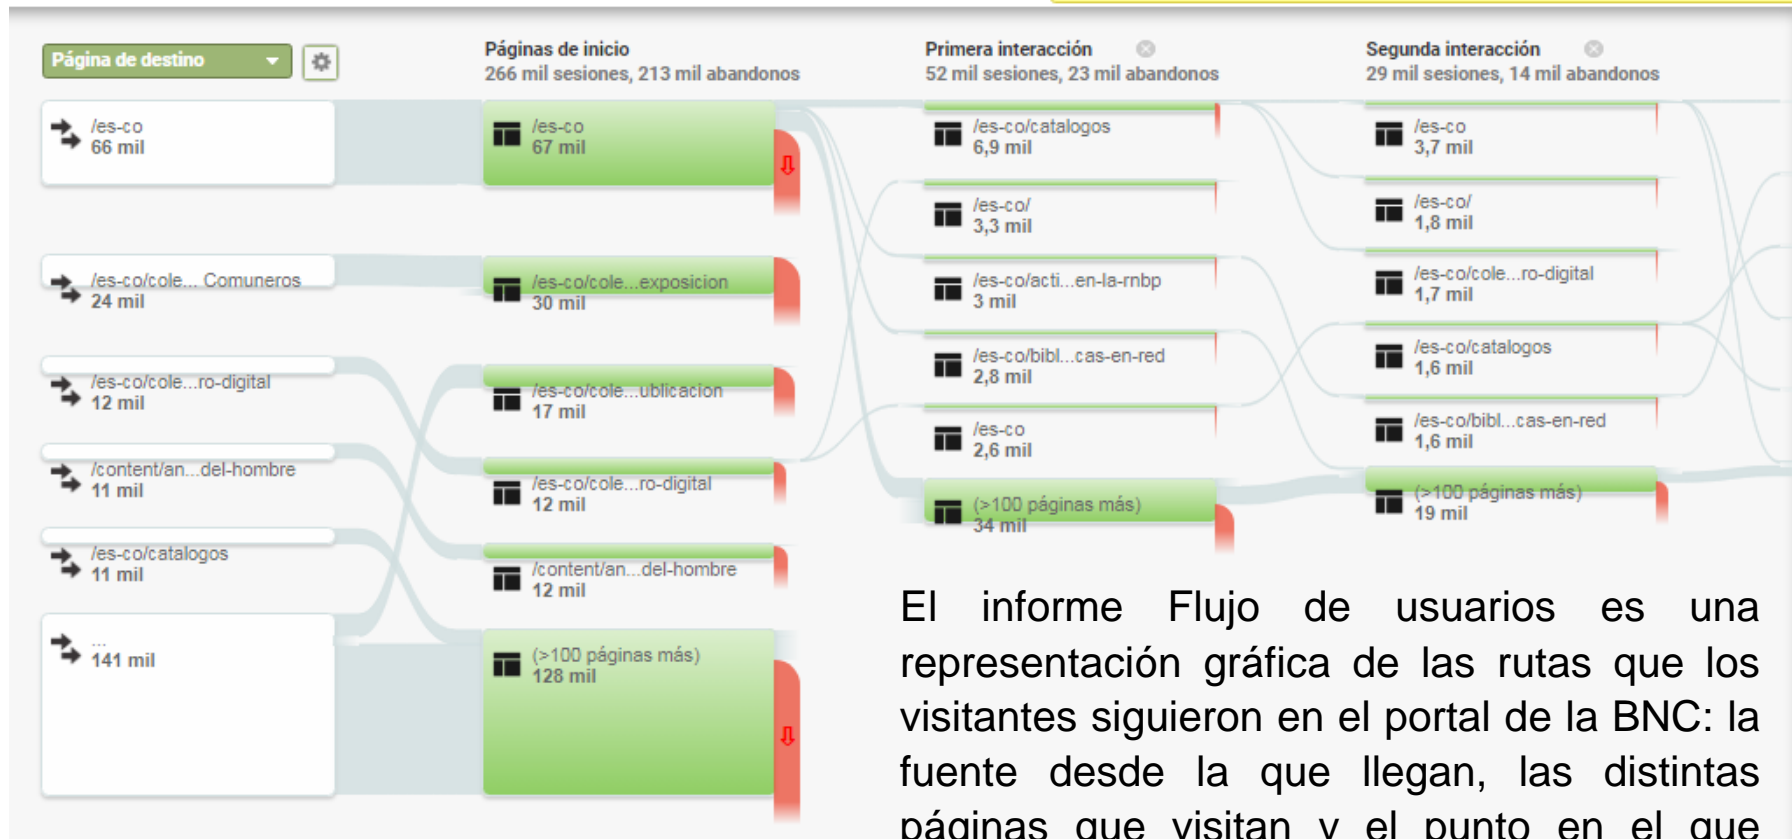 Página de destino
/es-co
66 mil
/es-co/cole... Comuneros
24 mil
/es-co/cole...ro-digital
12 mil
/content/an...del-hombre
11 mil
/es-co/catalogos
11 mil
...
141 mil
Páginas de inicio
266 mil sesiones, 213 mil abandonos
/es-co
67 mil
/es-co/cole...exposicion
30 mil
/es-co/cole...ublicacion
17 mil
/es-co/cole...ro-digital
12 mil
/content/an...del-hombre
12 mil
(>100 páginas más)
128 mil
Primera interacción
52 mil sesiones, 23 mil abandonos
/es-co/catalogos
6,9 mil
/es-co/
3,3 mil
/es-co/acti...en-la-rnbp
3 mil
/es-co/bibl...cas-en-red
2,8 mil
/es-co
2,6 mil
(>100 páginas más)
34 mil
Segunda interacción
29 mil sesiones, 14 mil abandonos
/es-co
3,7 mil
/es-co/
1,8 mil
/es-co/cole...ro-digital
1,7 mil
/es-co/catalogos
1,6 mil
/es-co/bibl...cas-en-red
1,6 mil
(>100 páginas más)
19 mil
El informe Flujo de usuarios es una
representación gráfica de las rutas que los
visitantes siguieron en el portal de la BNC: la
fuente desde la que llegan, las distintas
páginas que visitan y el punto en el que